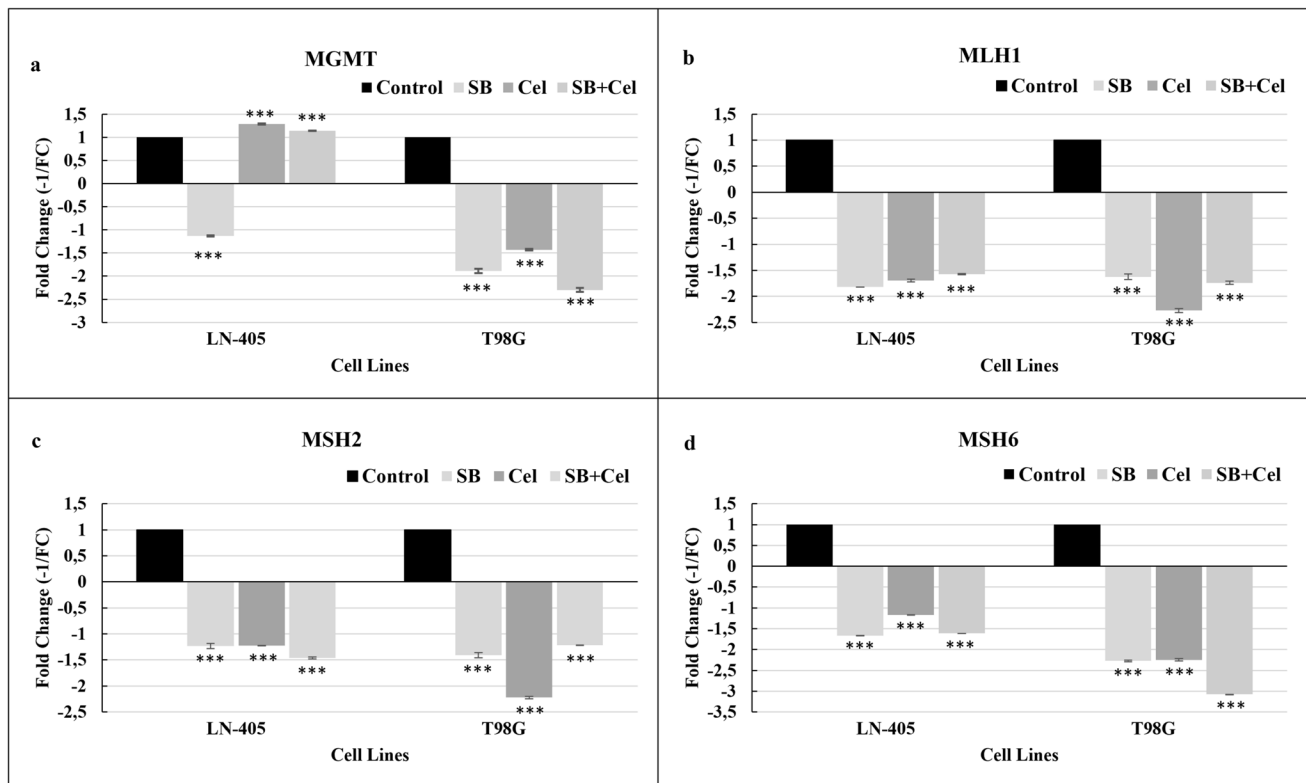 a
MGMT
Control SB Cel SB+Cel
Fold Change (-1/FC)
1,5
1
0,5
0
-0,5
-1
-1,5
-2
-2,5
-3
*** *** *** *** *** ***
LN-405 T98G
Cell Lines
b
MLH1
Control SB Cel SB+Cel
Fold Change (-1/FC)
1,5
1
0,5
0
-0,5
-1
-1,5
-2
-2,5
*** *** *** *** *** ***
LN-405 T98G
Cell Lines
c
MSH2
Control SB Cel SB+Cel
Fold Change (-1/FC)
1,5
1
0,5
0
-0,5
-1
-1,5
-2
-2,5
*** *** *** *** *** ***
LN-405 T98G
Cell Lines
d
MSH6
Control SB Cel SB+Cel
Fold Change (-1/FC)
1,5
1
0,5
0
-0,5
-1
-1,5
-2
-2,5
-3
-3,5
*** *** *** *** *** ***
LN-405 T98G
Cell Lines